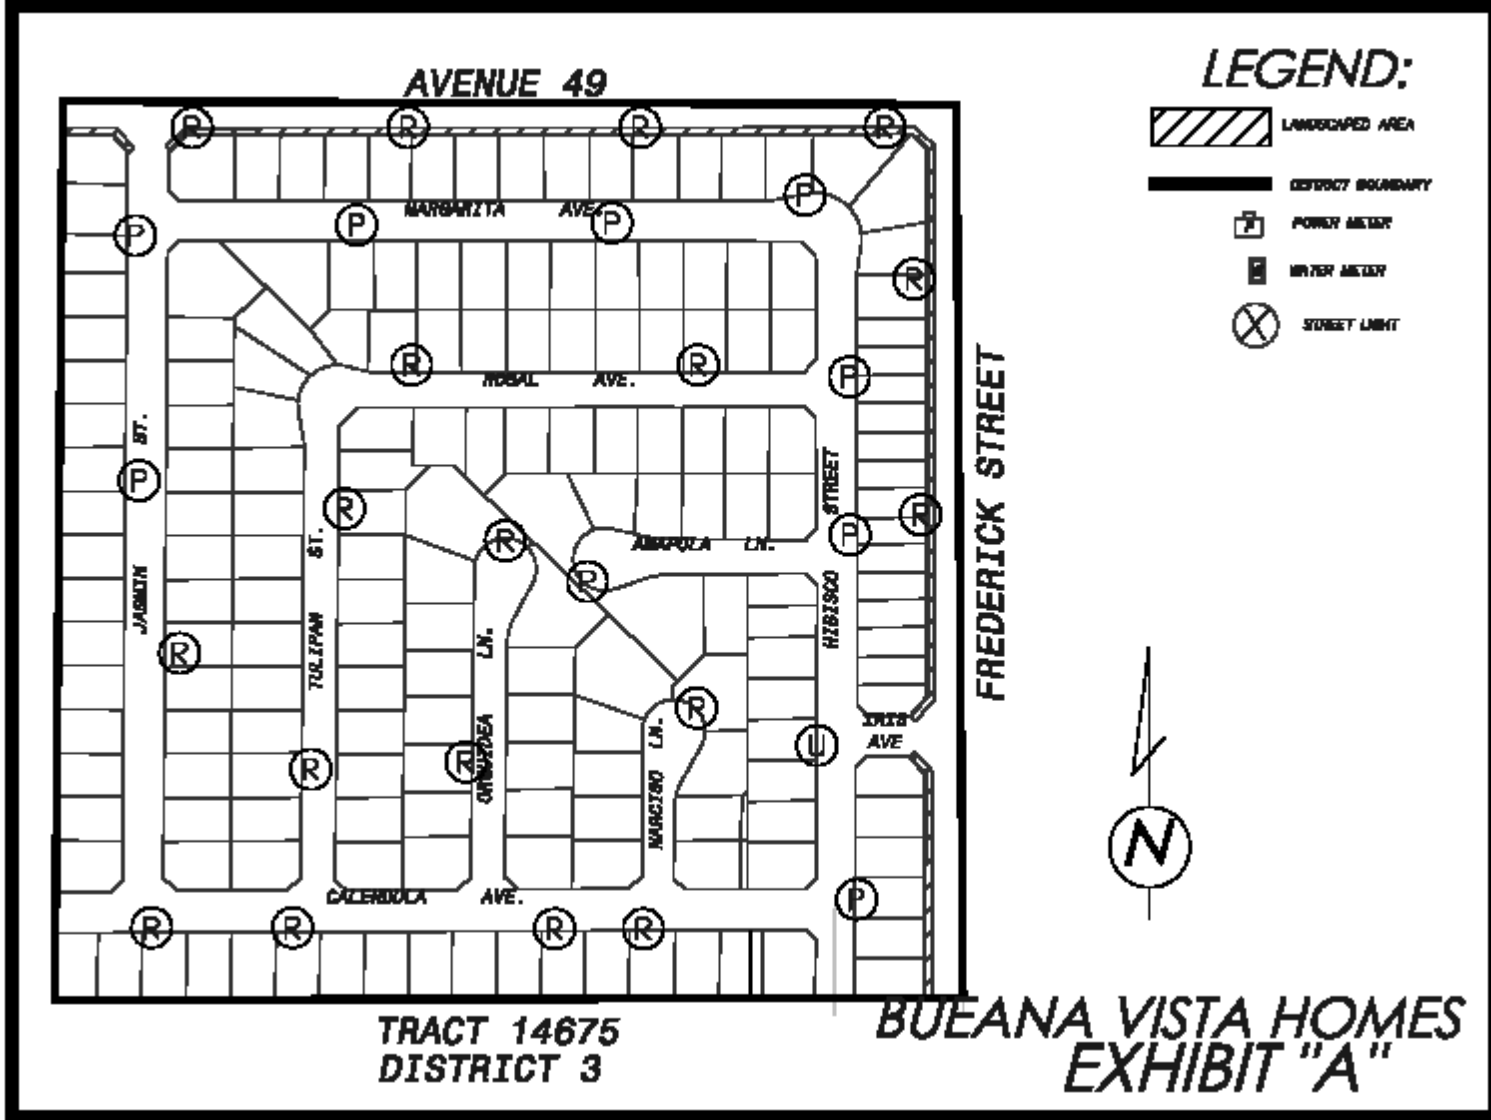 AVENUE 49
LEGEND:
LANDSCAPED AREA
DISTRICT BOUNDARY
POWER METER
WATER METER
STREET LIGHT
R R R R
P
MARGARITA AVE.
P P P
R
R R
ROSAL AVE.
P
JASMIN ST.
P
R
TULIPAN ST.
R
R
AMAPOLA LN.
R
R
HIBISCO STREET
P
R
FREDERICK STREET
ORQUIDEA LN.
R
NARCISO LN.
R
U
IRIS
AVE
R
CALENDULA AVE.
P
R R R R
N
TRACT 14675
DISTRICT 3
BUEANA VISTA HOMES
EXHIBIT "A"